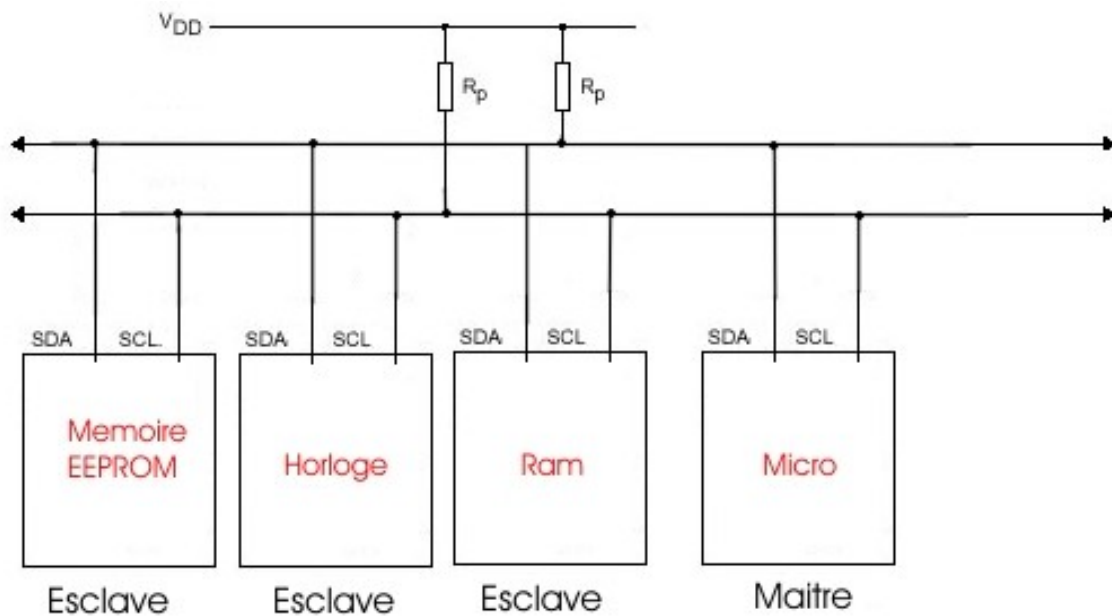 VDD
Rp
Rp
SDA SCL
SDA SCL
SDA SCL
SDA SCL
Memoire
EEPROM
Horloge
Ram
Micro
Esclave
Esclave
Esclave
Maitre